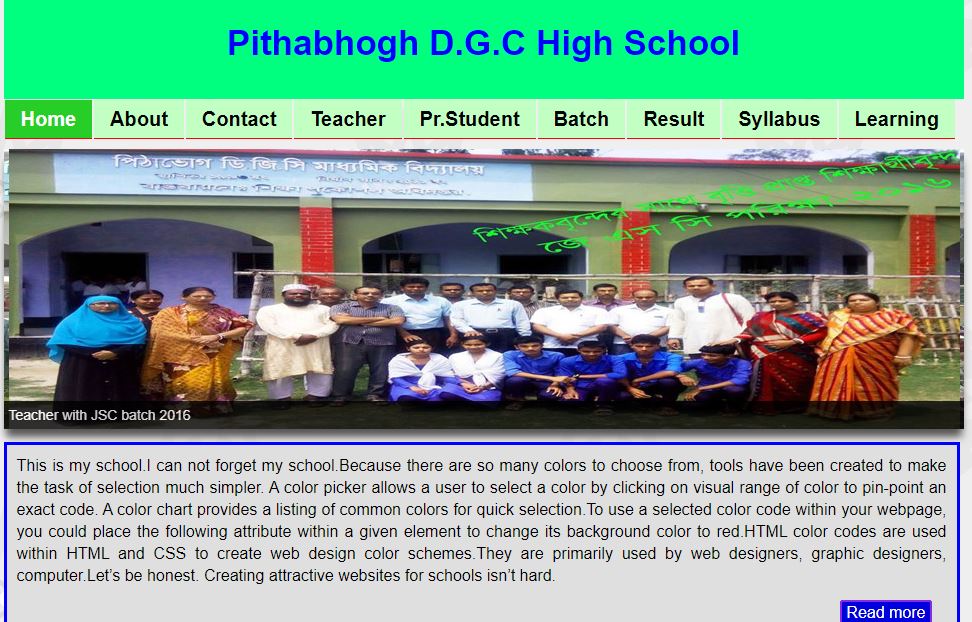 Pithabhogh D.G.C High School
Home About Contact Teacher Pr.Student Batch Result Syllabus Learning
পিঠাভোগ ডি জি সি মাধ্যমিক বিদ্যালয়
শিক্ষকবৃন্দের সাথে বৃত্তি প্রাপ্ত শিক্ষার্থীবৃন্দ
জে এস সি পরিক্ষা-২০১৬
Teacher with JSC batch 2016
This is my school.I can not forget my school.Because there are so many colors to choose from, tools have been created to make
the task of selection much simpler. A color picker allows a user to select a color by clicking on visual range of color to pin-point an
exact code. A color chart provides a listing of common colors for quick selection.To use a selected color code within your webpage,
you could place the following attribute within a given element to change its background color to red.HTML color codes are used
within HTML and CSS to create web design color schemes.They are primarily used by web designers, graphic designers,
computer.Let’s be honest. Creating attractive websites for schools isn’t hard.
Read more